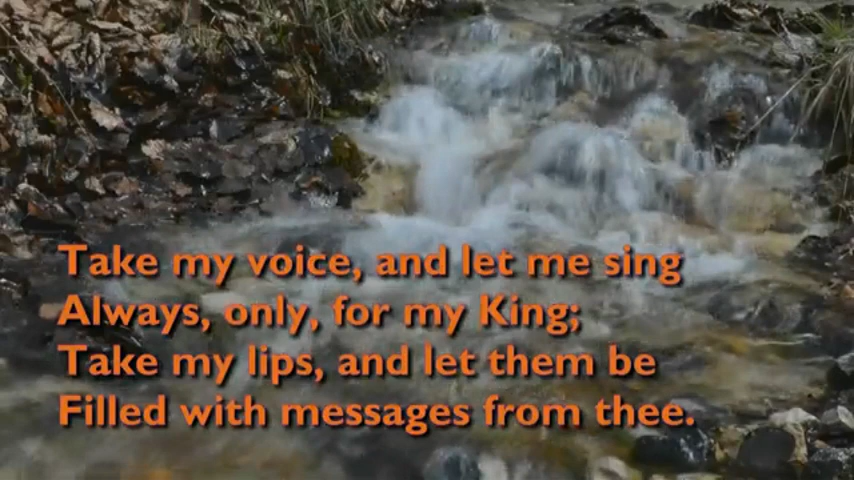 Take my voice, and let me sing
Always, only, for my King;
Take my lips, and let them be
Filled with messages from thee.